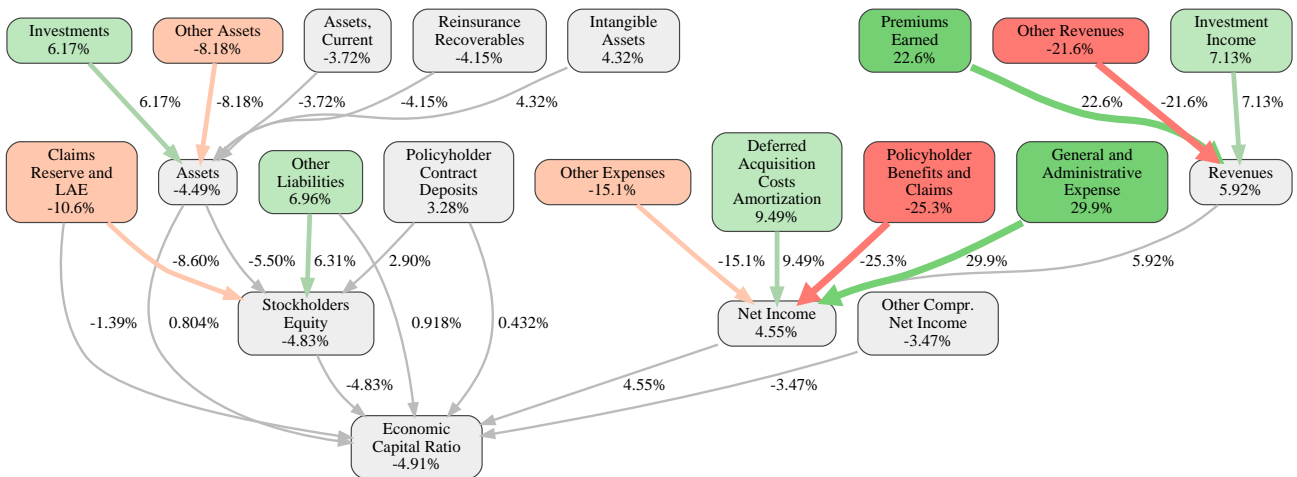 Investments
6.17%
Other Assets
-8.18%
Assets,
Current
-3.72%
Reinsurance
Recoverables
-4.15%
Intangible
Assets
4.32%
Premiums
Earned
22.6%
Other Revenues
-21.6%
Investment
Income
7.13%
6.17%
-8.18%
-3.72%
-4.15%
4.32%
22.6%
-21.6%
7.13%
Claims
Reserve and
LAE
-10.6%
Assets
-4.49%
Other
Liabilities
6.96%
Policyholder
Contract
Deposits
3.28%
Other Expenses
-15.1%
Deferred
Acquisition
Costs
Amortization
9.49%
Policyholder
Benefits and
Claims
-25.3%
General and
Administrative
Expense
29.9%
Revenues
5.92%
-8.60%
-5.50%
6.31%
2.90%
-15.1%
9.49%
-25.3%
29.9%
5.92%
Stockholders
Equity
-4.83%
Net Income
4.55%
Other Compr.
Net Income
-3.47%
-1.39%
0.804%
0.918%
0.432%
-4.83%
4.55%
-3.47%
Economic
Capital Ratio
-4.91%